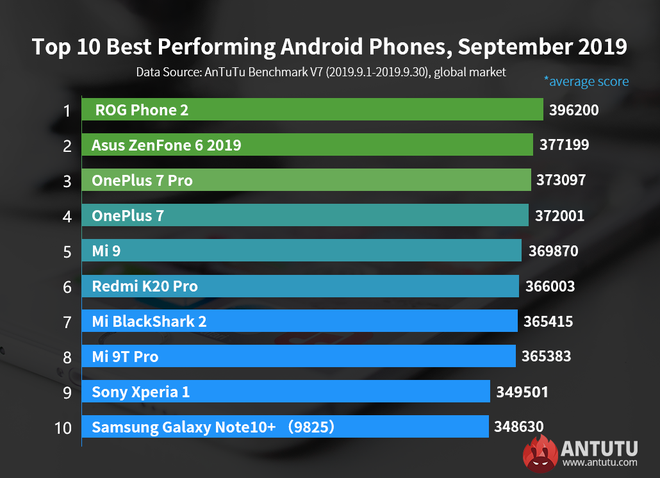 Top 10 Best Performing Android Phones, September 2019
Data Source: AnTuTu Benchmark V7 (2019.9.1-2019.9.30), global market
*average score
1 ROG Phone 2 396200
2 Asus ZenFone 6 2019 377199
3 OnePlus 7 Pro 373097
4 OnePlus 7 372001
5 Mi 9 369870
6 Redmi K20 Pro 366003
7 Mi BlackShark 2 365415
8 Mi 9T Pro 365383
9 Sony Xperia 1 349501
10 Samsung Galaxy Note10+ （9825） 348630
ANTUTU
www.antutu.com